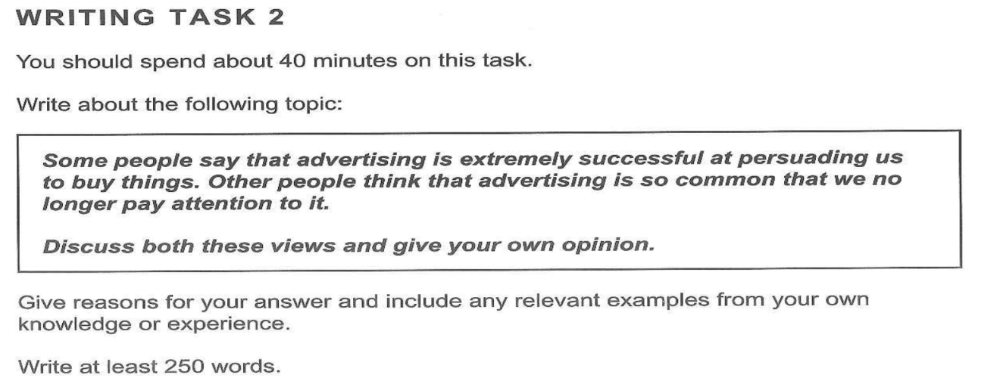 WRITING TASK 2
You should spend about 40 minutes on this task.
Write about the following topic:
Some people say that advertising is extremely successful at persuading us
to buy things. Other people think that advertising is so common that we no
longer pay attention to it.
Discuss both these views and give your own opinion.
Give reasons for your answer and include any relevant examples from your own
knowledge or experience.
Write at least 250 words.